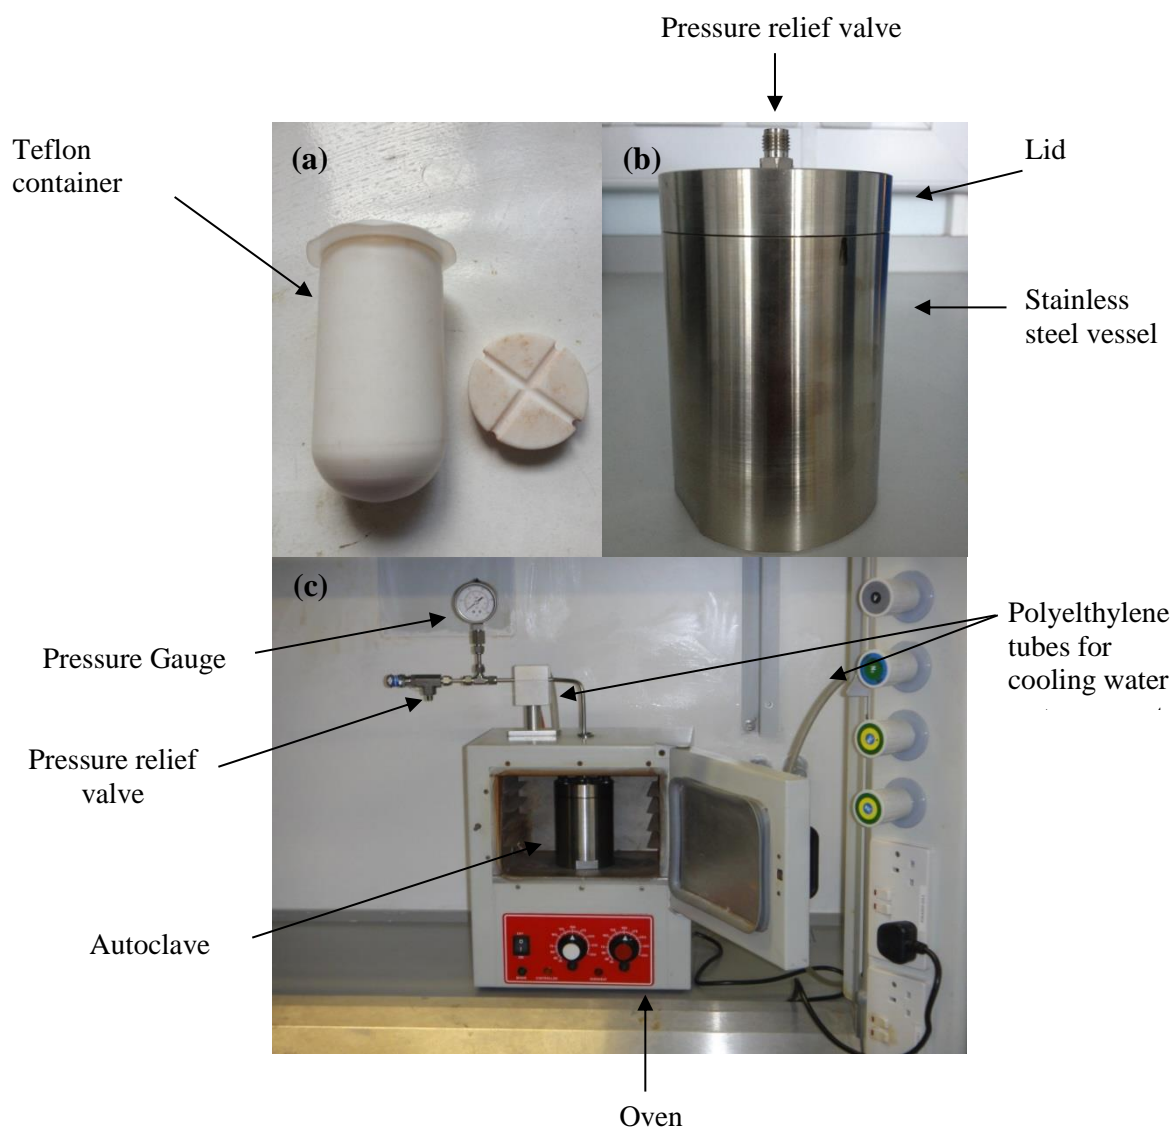 Pressure relief valve
Teflon
container
(a)
(b)
Lid
Stainless
steel vessel
(c)
Pressure Gauge
Polyelthylene
tubes for
cooling water
Pressure relief
valve
Autoclave
Oven